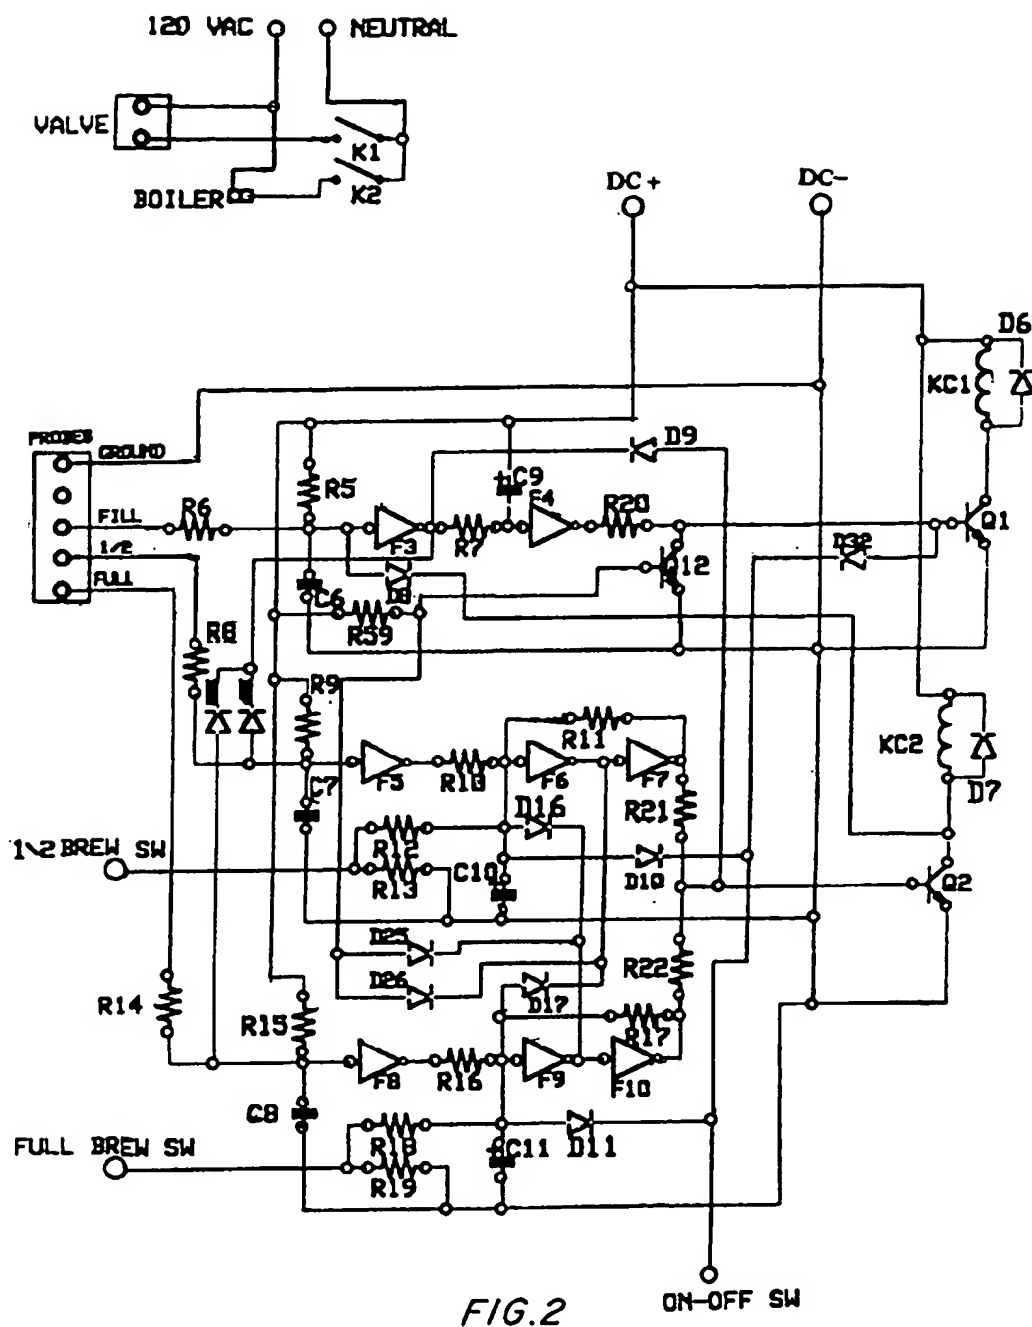 120 VAC NEUTRAL
VALVE
K1
BOILER K2
DC+ DC-
D6
KC1
PROBES
GROUND
D9
R5 C9
R6 F4 R20
FILL
F3 R7 Q1
1/2 D32
Q12
FULL D8
C6
R59
R8
R9
R11
KC2
F5 R10 F6 F7
C7 D7
R21
D16
1\2 BREW SW R12
R13 C10 D10 Q2
D25
D26 R22
R14 D17
R15 R17
F8 R16 F9 F10
C8
FULL BREW SW R18 C11 D11
R19
ON-OFF SW
FIG.2